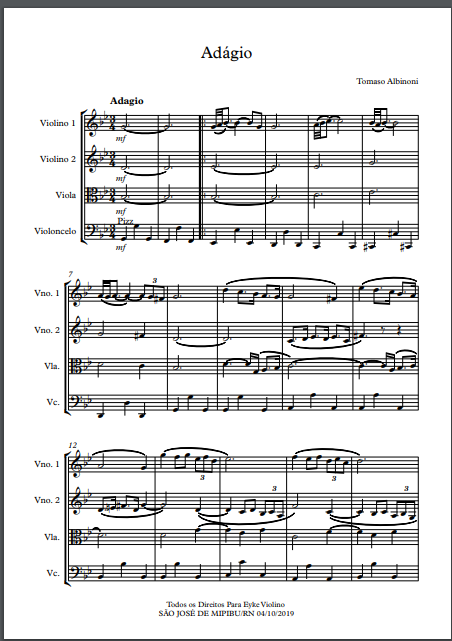 Adágio
Tomaso Albinoni
Adagio
Violino 1
mf
Violino 2
mf
Viola
mf
Pizz
Violoncelo
mf
7
3
3
Vno. 1
Vno. 2
3
Vla.
Vc.
12
Vno. 1
3
3
Vno. 2
3
3
Vla.
Vc.
Todos os Direitos Para Eyke Violino
SÃO JOSÉ DE MIPIBU/RN 04/10/2019